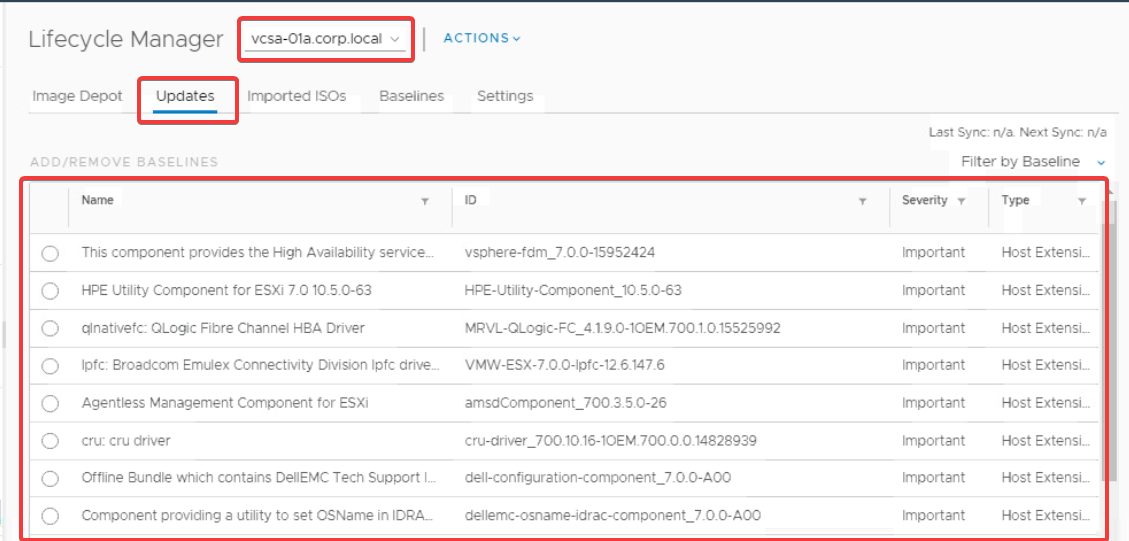 Lifecycle Manager vcsa-01a.corp.local ACTIONS
Image Depot Updates Imported ISOs Baselines Settings
Last Sync: n/a. Next Sync: n/a
ADD/REMOVE BASELINES Filter by Baseline
Name ID Severity Type
This component provides the High Availability service... vsphere-fdm_7.0.0-15952424 Important Host Extensi...
HPE Utility Component for ESXi 7.0 10.5.0-63 HPE-Utility-Component_10.5.0-63 Important Host Extensi...
qlnativefc: QLogic Fibre Channel HBA Driver MRVL-QLogic-FC_4.1.9.0-1OEM.700.1.0.15525992 Important Host Extensi...
lpfc: Broadcom Emulex Connectivity Division lpfc drive... VMW-ESX-7.0.0-lpfc-12.6.147.6 Important Host Extensi...
Agentless Management Component for ESXi amsdComponent_700.3.5.0-26 Important Host Extensi...
cru: cru driver cru-driver_700.10.16-1OEM.700.0.0.14828939 Important Host Extensi...
Offline Bundle which contains DellEMC Tech Support I... dell-configuration-component_7.0.0-A00 Important Host Extensi...
Component providing a utility to set OSName in IDRA... dellemc-osname-idrac-component_7.0.0-A00 Important Host Extensi...